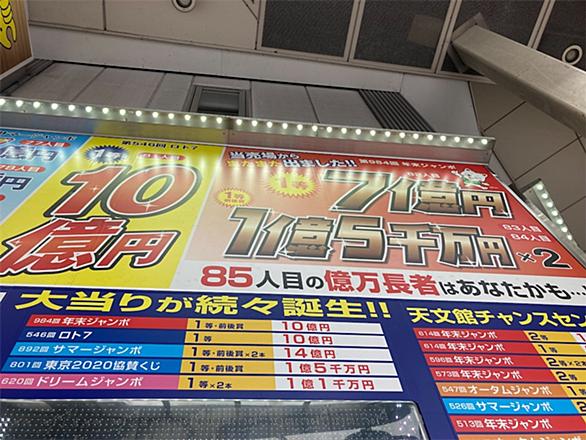 第546回 ロト7
10
億円
当売場から
出ました!!
第984回 年末ジャンボ
1等
7億円
1等
前後賞
1億5千万円×2
83人目
84人目
85人目の億万長者はあなたかも…
大当りが続々誕生!!
984回 年末ジャンボ 1等・前後賞 10億円
546回 ロト7 1等 10億円
892回 サマージャンボ 1等・前後賞×2本 14億円
801回 東京2020協賛くじ 1等・前後賞 1億5千万円
620回 ドリームジャンボ 1等×2本 1億1千万円
天文館チャンスセン
814回 年末ジャンボ
614回 年末ジャンボ 1等
596回 年末ジャンボ 2等
573回 年末ジャンボ 2等
547回 オータムジャンボ
526回 サマージャンボ
513回 年末ジャンボ